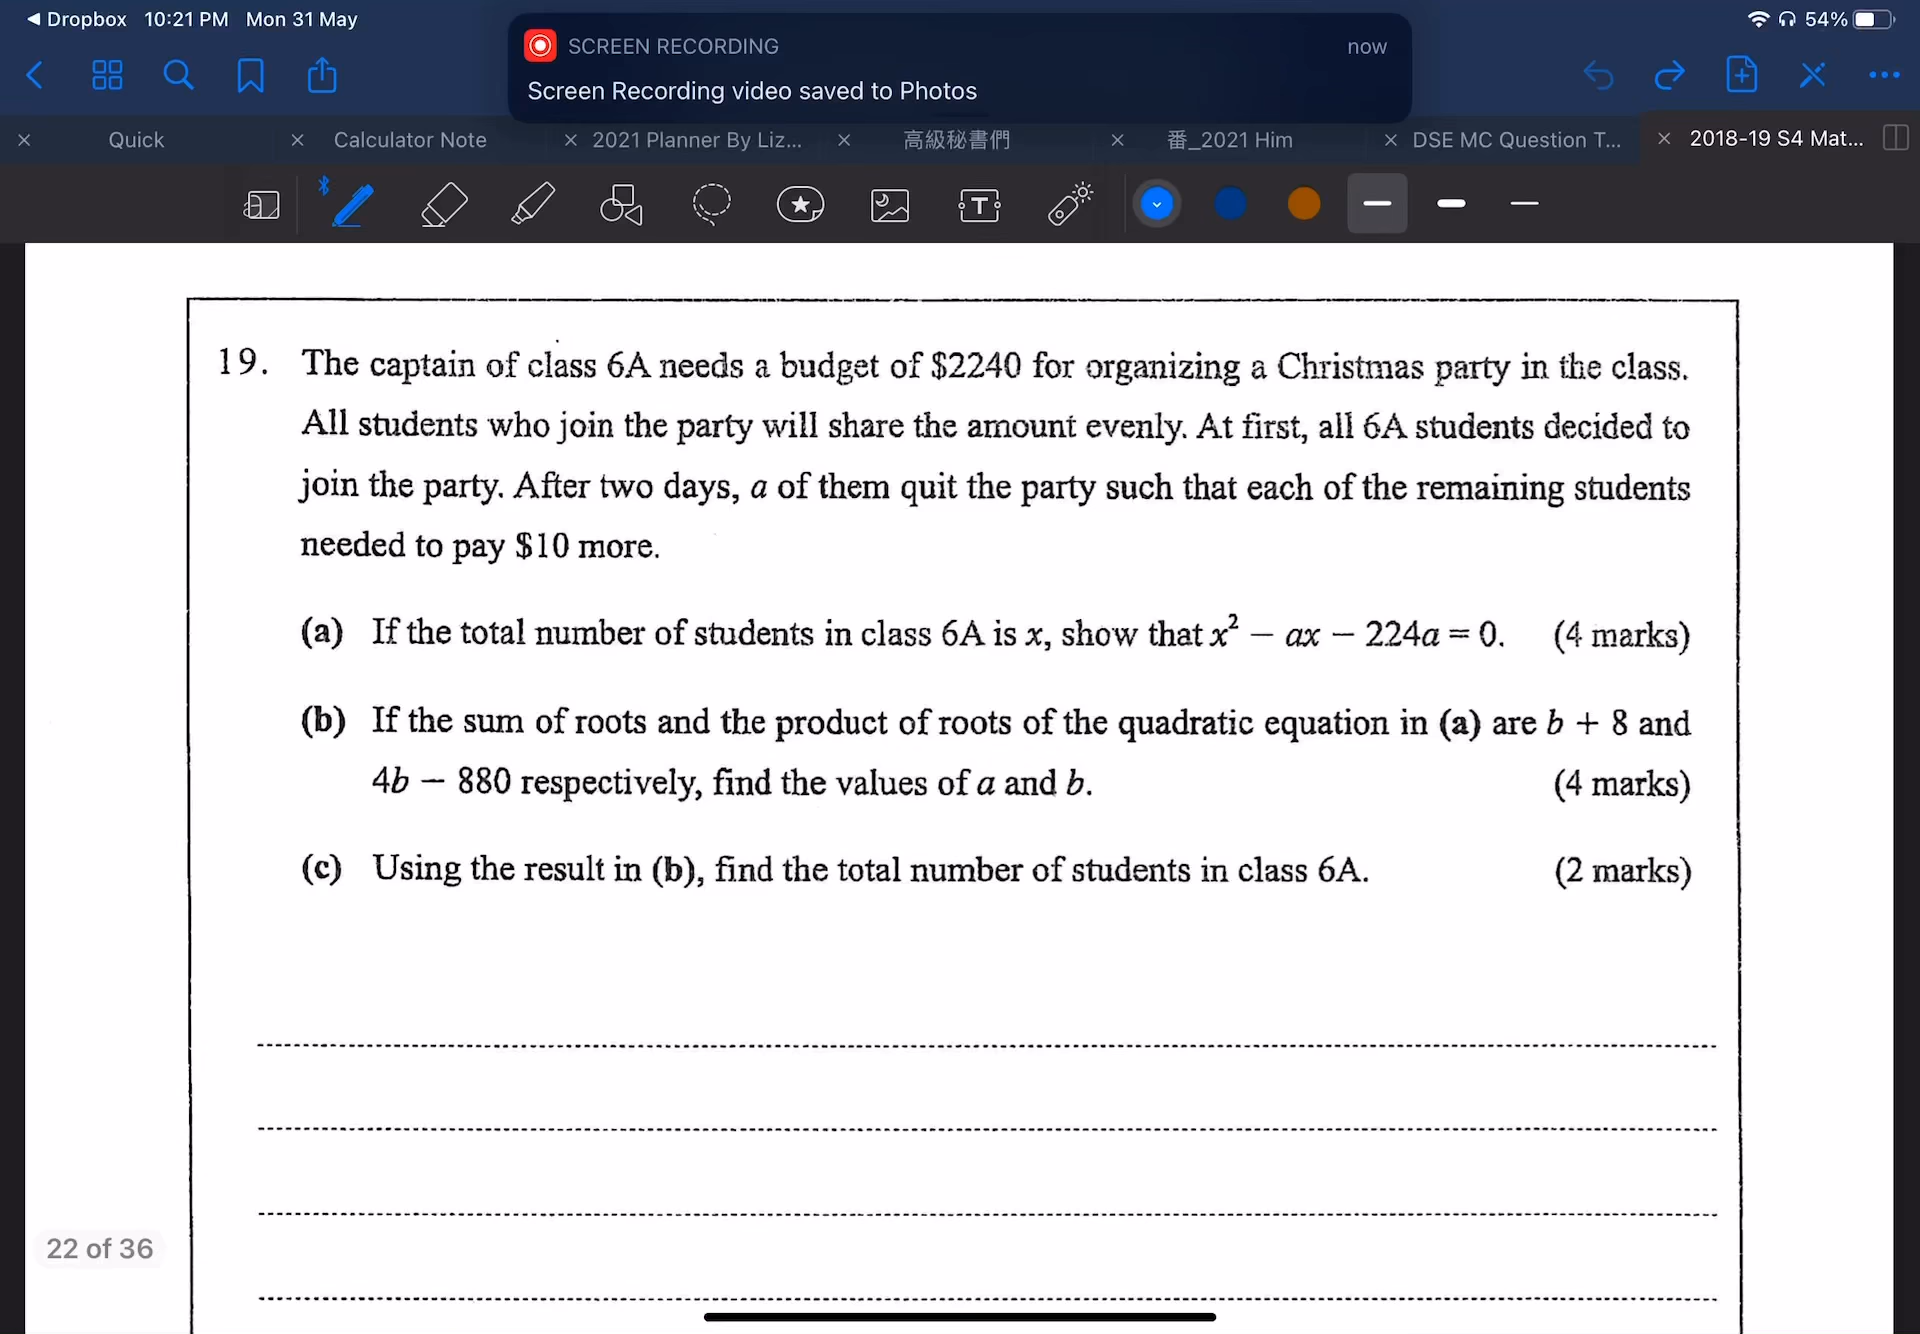 Dropbox 10:21 PM Mon 31 May
54%
SCREEN RECORDING now
Screen Recording video saved to Photos
Quick
Calculator Note
2021 Planner By Liz...
高級秘書們
番_2021 Him
DSE MC Question T...
2018-19 S4 Mat...
19. The captain of class 6A needs a budget of $2240 for organizing a Christmas party in the class.
All students who join the party will share the amount evenly. At first, all 6A students decided to
join the party. After two days, a of them quit the party such that each of the remaining students
needed to pay $10 more.
(a) If the total number of students in class 6A is x, show that x² − ax − 224a = 0. (4 marks)
(b) If the sum of roots and the product of roots of the quadratic equation in (a) are b + 8 and
4b − 880 respectively, find the values of a and b. (4 marks)
(c) Using the result in (b), find the total number of students in class 6A. (2 marks)
22 of 36